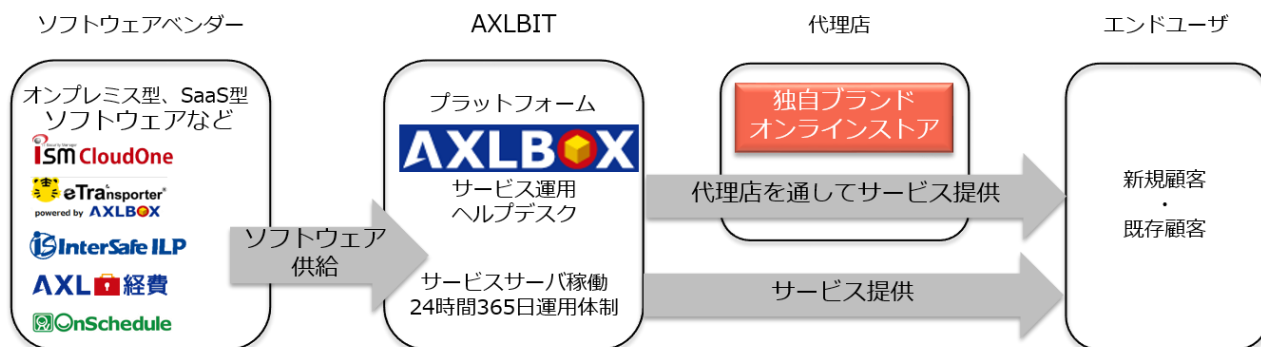 ソフトウェアベンダー
AXLBIT
代理店
エンドユーザ
オンプレミス型、SaaS型
ソフトウェアなど
ISM CloudOne
eTransporter
powered by AXLBOX
InterSafe ILP
AXL経費
OnSchedule
ソフトウェア
供給
プラットフォーム
AXLBOX
サービス運用
ヘルプデスク
サービスサーバ稼働
24時間365日運用体制
独自ブランド
オンラインストア
代理店を通してサービス提供
サービス提供
新規顧客
・
既存顧客